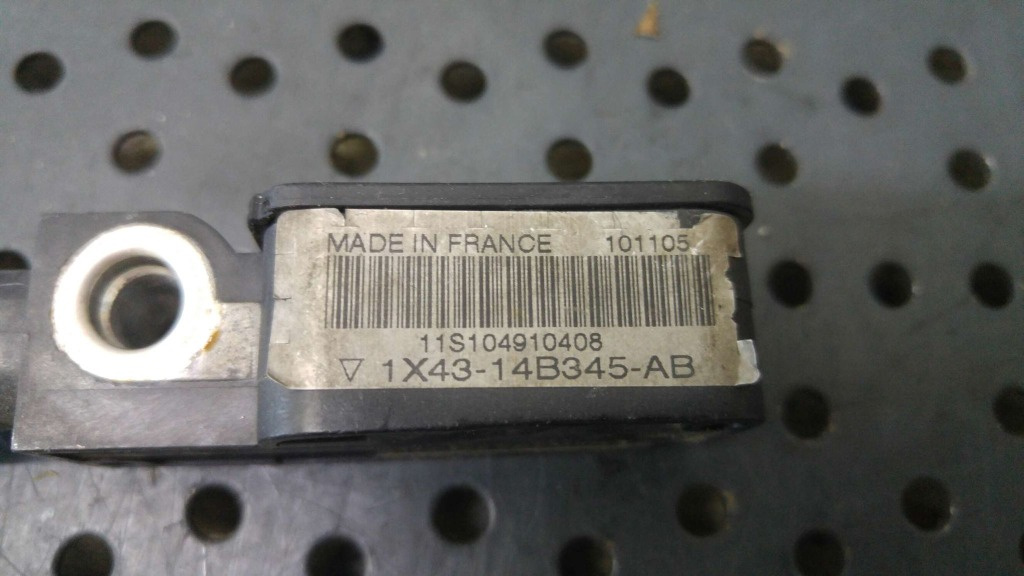 MADE IN FRANCE 101105
11S104910408
▽ 1X43-14B345-AB